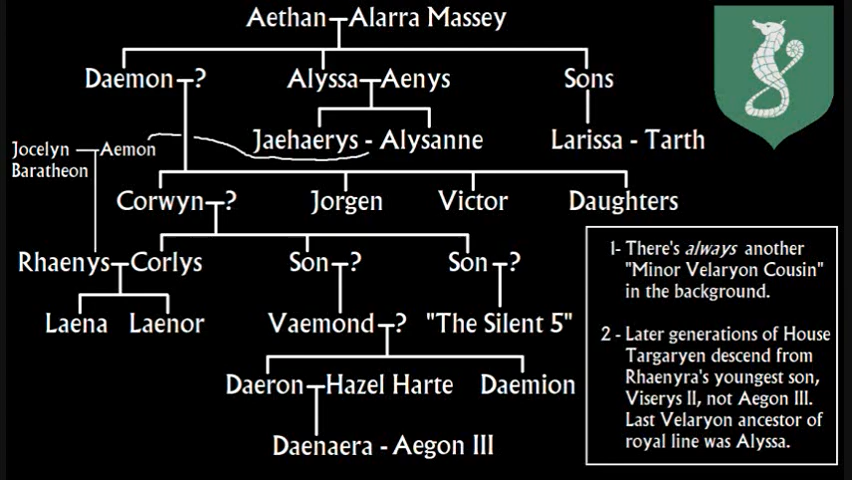 Aethan Alarra Massey
Daemon ? Alyssa Aenys Sons
Jaehaerys - Alysanne Larissa - Tarth
Jocelyn Aemon
Baratheon
Corwyn ? Jorgen Victor Daughters
Rhaenys Corlys Son ? Son ?
Laena Laenor Vaemond ? "The Silent 5"
Daeron Hazel Harte Daemion
Daenaera - Aegon III
1- There's always another
"Minor Velaryon Cousin"
in the background.
2 - Later generations of House
Targaryen descend from
Rhaenyra's youngest son,
Viserys II, not Aegon III.
Last Velaryon ancestor of
royal line was Alyssa.